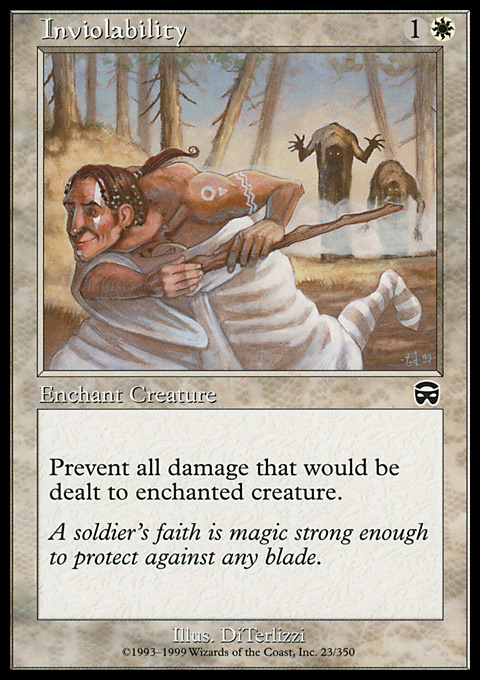 Inviolability 1
Enchant Creature
Prevent all damage that would be
dealt to enchanted creature.
A soldier's faith is magic strong enough
to protect against any blade.
Illus. DiTerlizzi
©1993–1999 Wizards of the Coast, Inc. 23/350